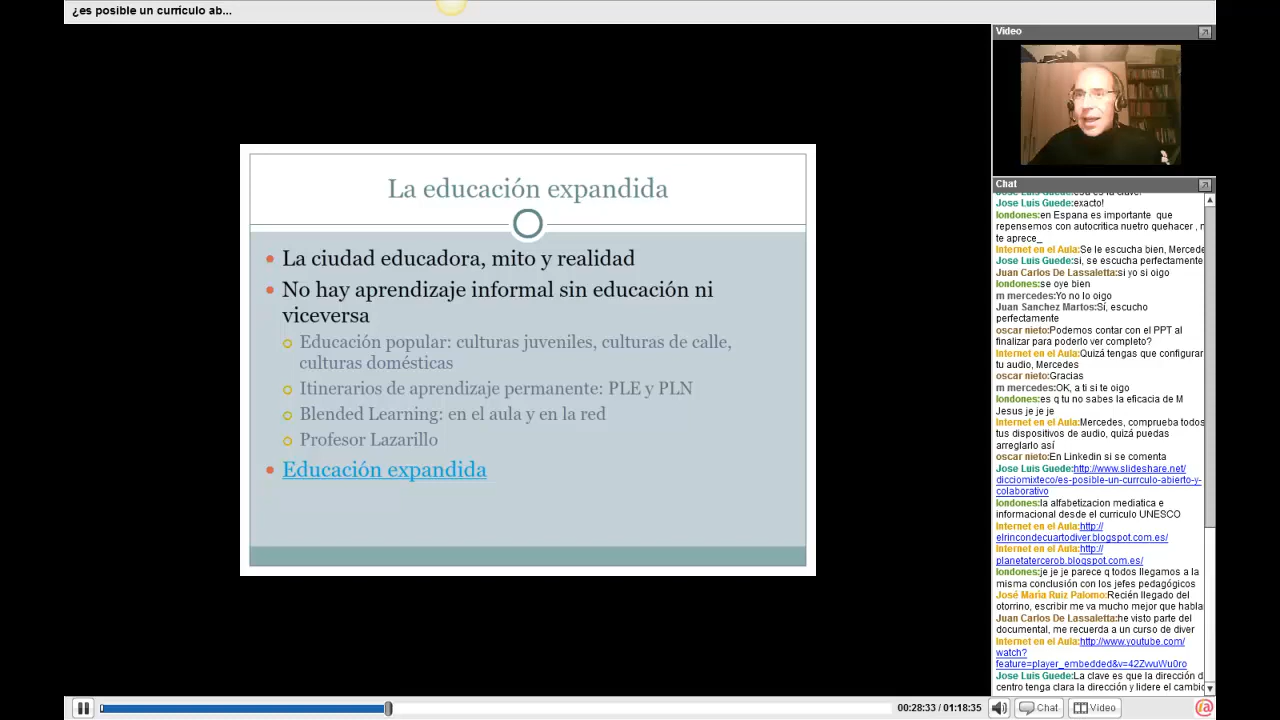 ¿es posible un curriculo ab...
La educación expandida
La ciudad educadora, mito y realidad
No hay aprendizaje informal sin educación ni
viceversa
Educación popular: culturas juveniles, culturas de calle,
culturas domésticas
Itinerarios de aprendizaje permanente: PLE y PLN
Blended Learning: en el aula y en la red
Profesor Lazarillo
Educación expandida
Video
Chat
Jose Luis Guede:esa es la clave!
Jose Luis Guede:exacto!
londones:en Espana es importante que
repensemos con autocritica nuetro quehacer , n
te aprece_
Internet en el Aula:Se le escucha bien, Mercede
Jose Luis Guede:si, se escucha perfectamente
Juan Carlos De Lassaletta:si yo si oigo
londones:se oye bien
m mercedes:Yo no lo oigo
Juan Sanchez Martos:Sí, escucho
perfectamente
oscar nieto:Podemos contar con el PPT al
finalizar para poderlo ver completo?
Internet en el Aula:Quizá tengas que configurar
tu audio, Mercedes
oscar nieto:Gracias
m mercedes:OK, a ti si te oigo
londones:es q tu no sabes la eficacia de M
Jesus je je je
Internet en el Aula:Mercedes, comprueba todos
tus dispositivos de audio, quizá puedas
arreglarlo así
oscar nieto:En Linkedin si se comenta
Jose Luis Guede:http://www.slideshare.net/
dicciomixteco/es-posible-un-currculo-abierto-y-
colaborativo
londones:la alfabetizacion mediatica e
informacional desde el curriculo UNESCO
Internet en el Aula:http://
elrincondecuartodiver.blogspot.com.es/
Internet en el Aula:http://
planetatercerob.blogspot.com.es/
londones:je je je parece q todos llegamos a la
misma conclusión con los jefes pedagógicos
José María Ruiz Palomo:Recién llegado del
otorrino, escribir me va mucho mejor que habla
Juan Carlos De Lassaletta:he visto parte del
documental, me recuerda a un curso de diver
Internet en el Aula:http://www.youtube.com/
watch?
feature=player_embedded&v=42ZvvuWu0ro
Jose Luis Guede:La clave es que la dirección d
centro tenga clara la dirección y lidere el cambio
00:28:33 / 01:18:35
Chat
Video